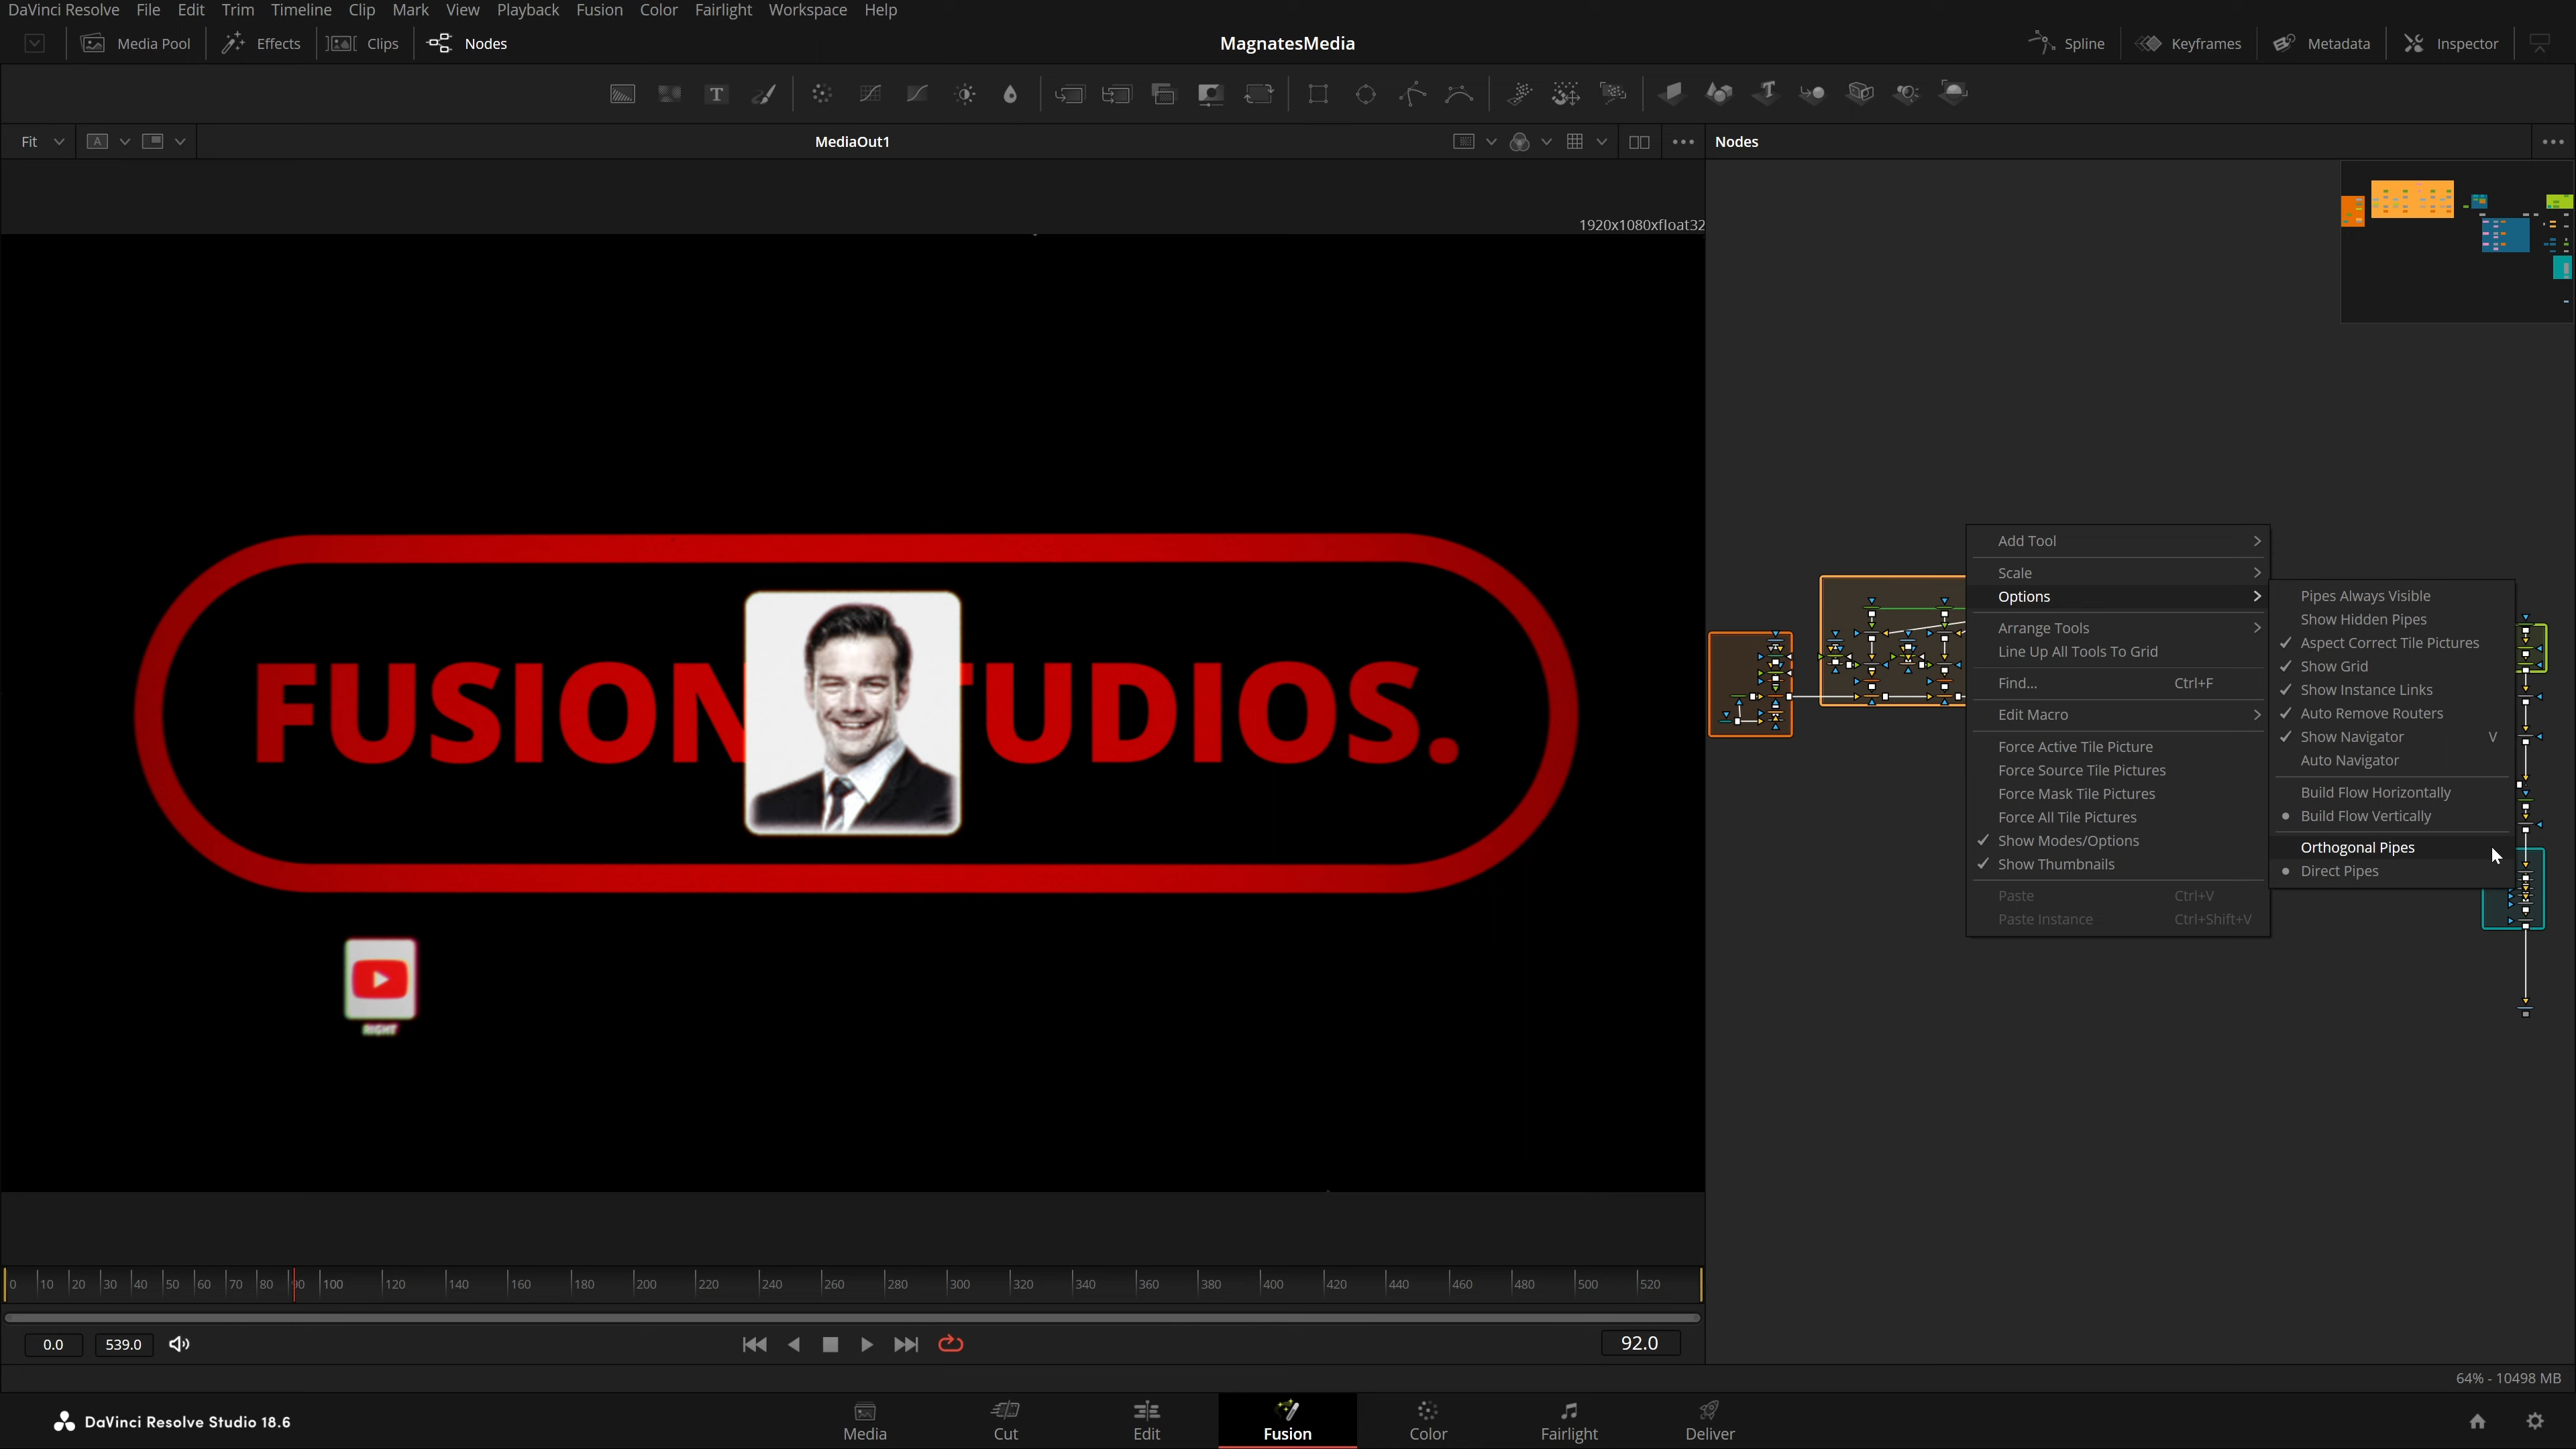 DaVinci Resolve File Edit Trim Timeline Clip Mark View Playback Fusion Color Fairlight Workspace Help
Media Pool Effects Clips Nodes MagnatesMedia Spline Keyframes Metadata Inspector
T
Fit A MediaOut1 Nodes
1920x1080xfloat32
FUSION TUDIOS.
RIGHT
Add Tool
Scale
Options
Arrange Tools
Line Up All Tools To Grid
Find... Ctrl+F
Edit Macro
Force Active Tile Picture
Force Source Tile Pictures
Force Mask Tile Pictures
Force All Tile Pictures
Show Modes/Options
Show Thumbnails
Paste Ctrl+V
Paste Instance Ctrl+Shift+V
Pipes Always Visible
Show Hidden Pipes
Aspect Correct Tile Pictures
Show Grid
Show Instance Links
Auto Remove Routers
Show Navigator V
Auto Navigator
Build Flow Horizontally
Build Flow Vertically
Orthogonal Pipes
Direct Pipes
0 10 20 30 40 50 60 70 80 90 100 120 140 160 180 200 220 240 260 280 300 320 340 360 380 400 420 440 460 480 500 520
0.0 539.0 92.0
64% - 10498 MB
DaVinci Resolve Studio 18.6
Media Cut Edit Fusion Color Fairlight Deliver